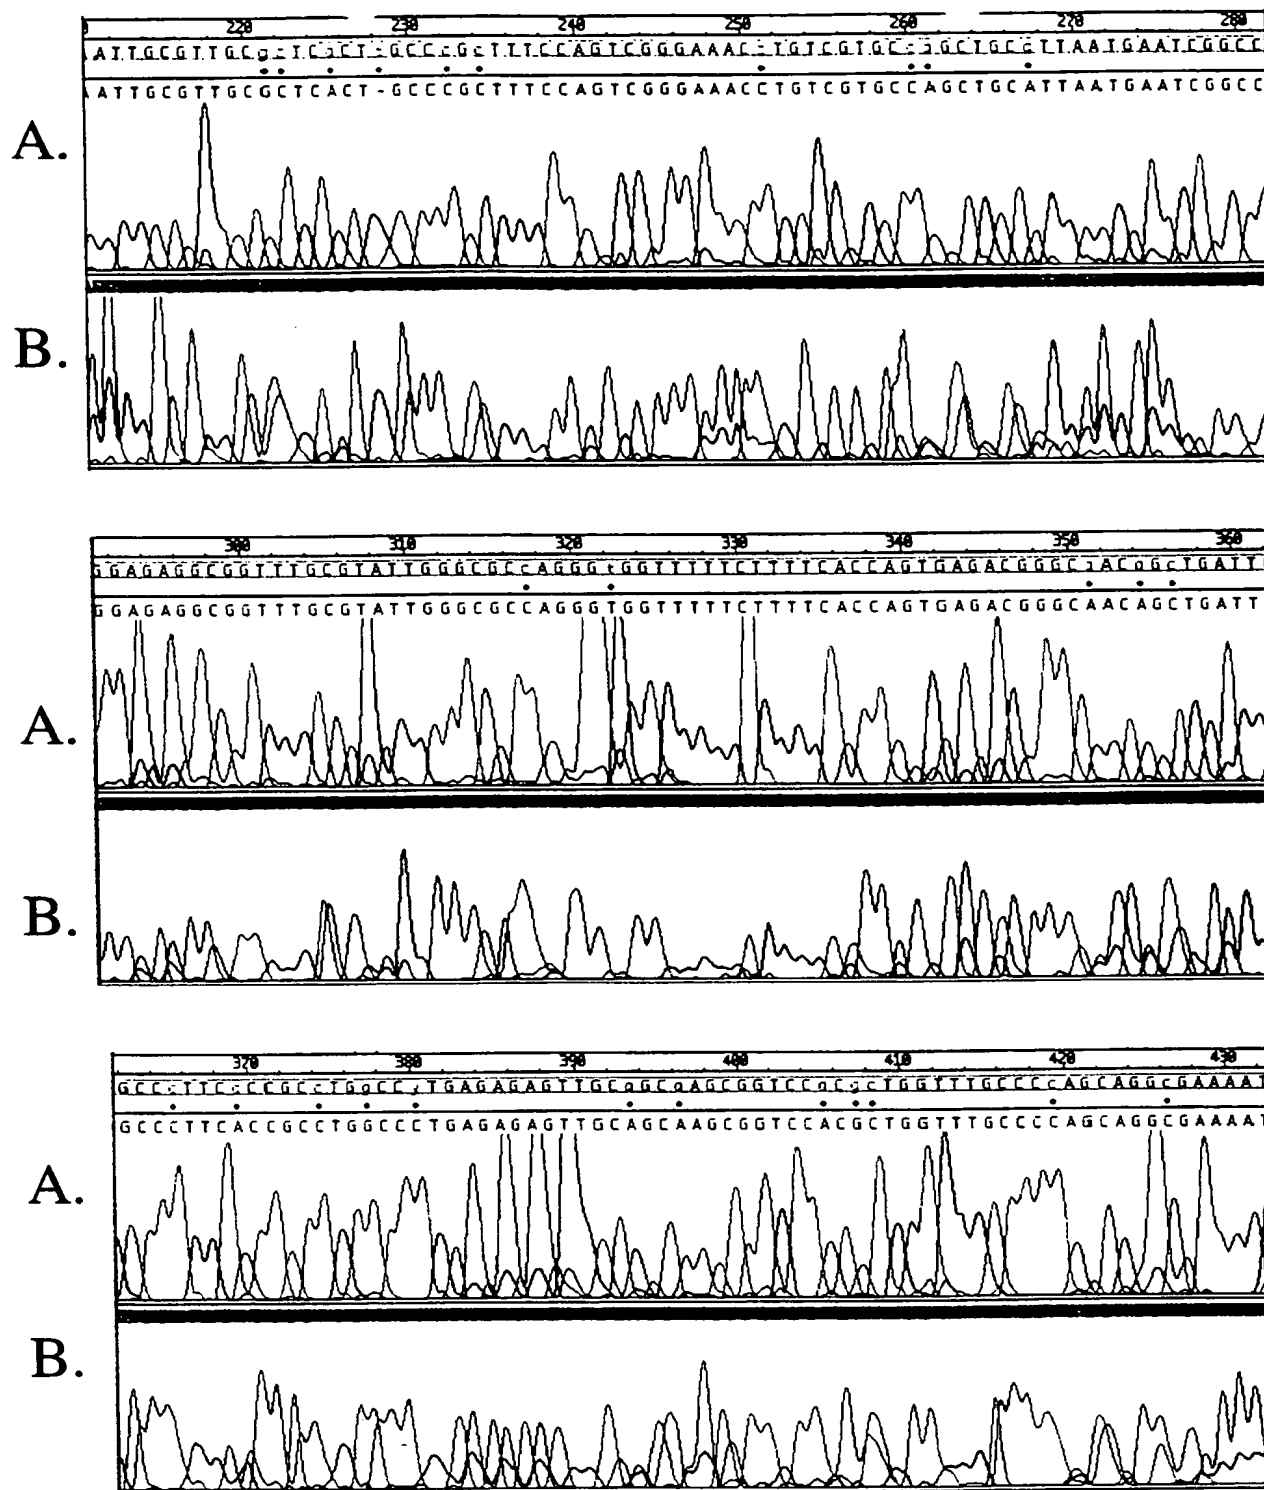 220 230 240 250 260 270 280
AATTGCGTTGCGCTCACT-GCCCGCTTTCCAGTCGGGAAACCTGTCGTGCCAGCTGCATTAATGAATCGGCC
A.
B.
300 310 320 330 340 350 360
GGAGAGGCGGTTTGCGTATTGGGCGCcAGGGtGGTTTTTCTTTTCACCAGTGAGACGGGC
GGAGAGGCGGTTTGCGTATTGGGCGCCAGGGTGGTTTTTCTTTTCACCAGTGAGACGGGCAACAGCTGATT
A.
B.
370 380 390 400 410 420 430
GCCCTTCACCGCCTGGCCCTGAGAGAGTTGCAGCAAGCGGTCCACGCTGGTTTGCCCCAGCAGGCGAAAAT
A.
B.